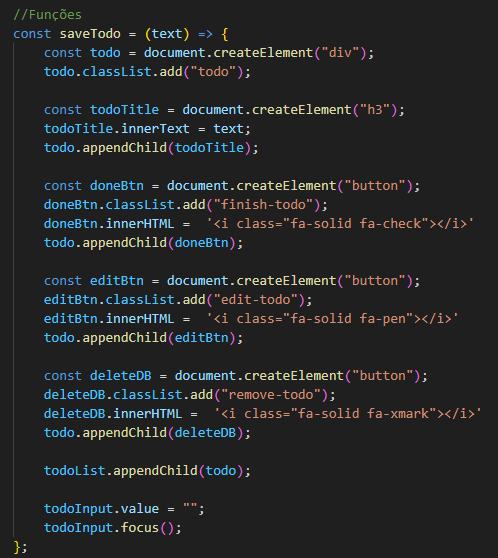 //Funções
const saveTodo = (text) => {
    const todo = document.createElement("div");
    todo.classList.add("todo");

    const todoTitle = document.createElement("h3");
    todoTitle.innerText = text;
    todo.appendChild(todoTitle);

    const doneBtn = document.createElement("button");
    doneBtn.classList.add("finish-todo");
    doneBtn.innerHTML =  '<i class="fa-solid fa-check"></i>'
    todo.appendChild(doneBtn);

    const editBtn = document.createElement("button");
    editBtn.classList.add("edit-todo");
    editBtn.innerHTML =  '<i class="fa-solid fa-pen"></i>'
    todo.appendChild(editBtn);

    const deleteDB = document.createElement("button");
    deleteDB.classList.add("remove-todo");
    deleteDB.innerHTML =  '<i class="fa-solid fa-xmark"></i>'
    todo.appendChild(deleteDB);

    todoList.appendChild(todo);

    todoInput.value = "";
    todoInput.focus();
};